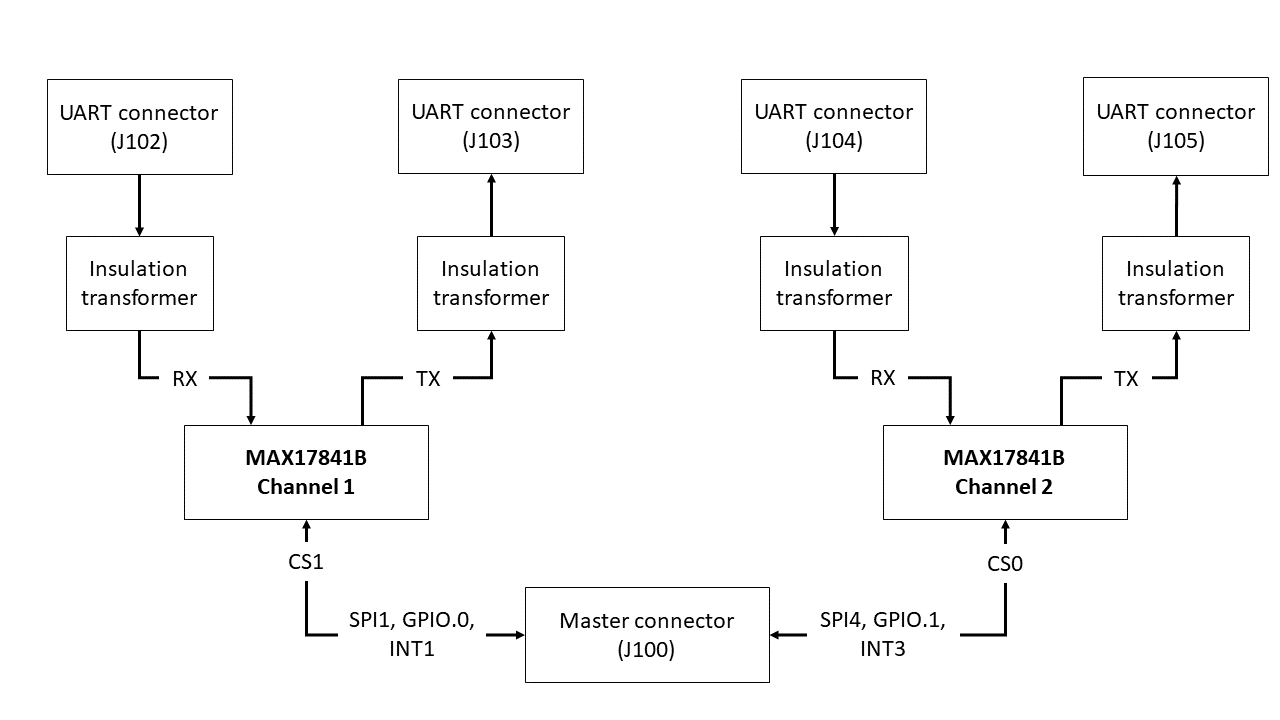 UART connector
(J102)
UART connector
(J103)
UART connector
(J104)
UART connector
(J105)
Insulation
transformer
Insulation
transformer
Insulation
transformer
Insulation
transformer
RX
TX
RX
TX
MAX17841B
Channel 1
MAX17841B
Channel 2
CS1
CS0
SPI1, GPIO.0,
INT1
Master connector
(J100)
SPI4, GPIO.1,
INT3